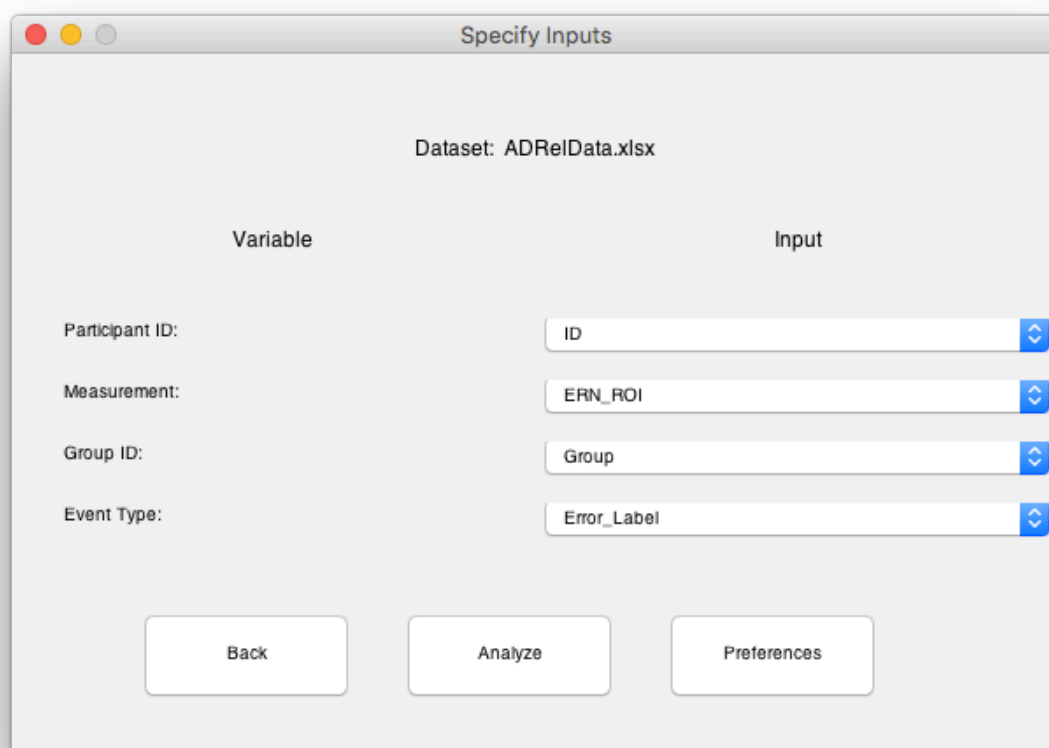 Specify Inputs
Dataset: ADRelData.xlsx
Variable Input
Participant ID: ID
Measurement: ERN_ROI
Group ID: Group
Event Type: Error_Label
Back Analyze Preferences